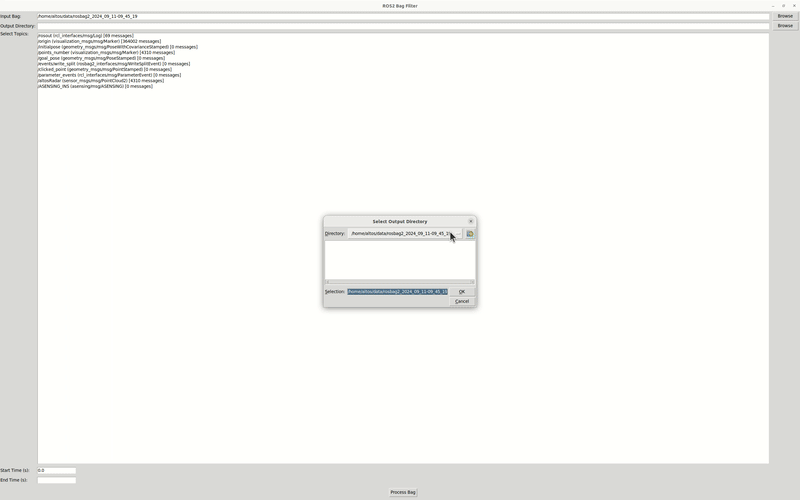 ROS2 Bag Filter
Input Bag: /home/altos/data/rosbag2_2024_09_11-09_45_19 Browse
Output Directory: Browse
Select Topics:
/rosout (rcl_interfaces/msg/Log) [89 messages]
/origin (visualization_msgs/msg/Marker) [364002 messages]
/initialpose (geometry_msgs/msg/PoseWithCovarianceStamped) [0 messages]
/points_number (visualization_msgs/msg/Marker) [4310 messages]
/goal_pose (geometry_msgs/msg/PoseStamped) [0 messages]
/events/write_split (rosbag2_interfaces/msg/WriteSplitEvent) [0 messages]
/clicked_point (geometry_msgs/msg/PointStamped) [0 messages]
/parameter_events (rcl_interfaces/msg/ParameterEvent) [0 messages]
/altosRadar (sensor_msgs/msg/PointCloud2) [4310 messages]
/ASENSING_INS (asensing/msg/ASENSING) [0 messages]
Select Output Directory
Directory: /home/altos/data/rosbag2_2024_09_11-09_45_19
Selection: /home/altos/data/rosbag2_2024_09_11-09_45_19 OK
Cancel
Start Time (s): 0.0
End Time (s):
Process Bag